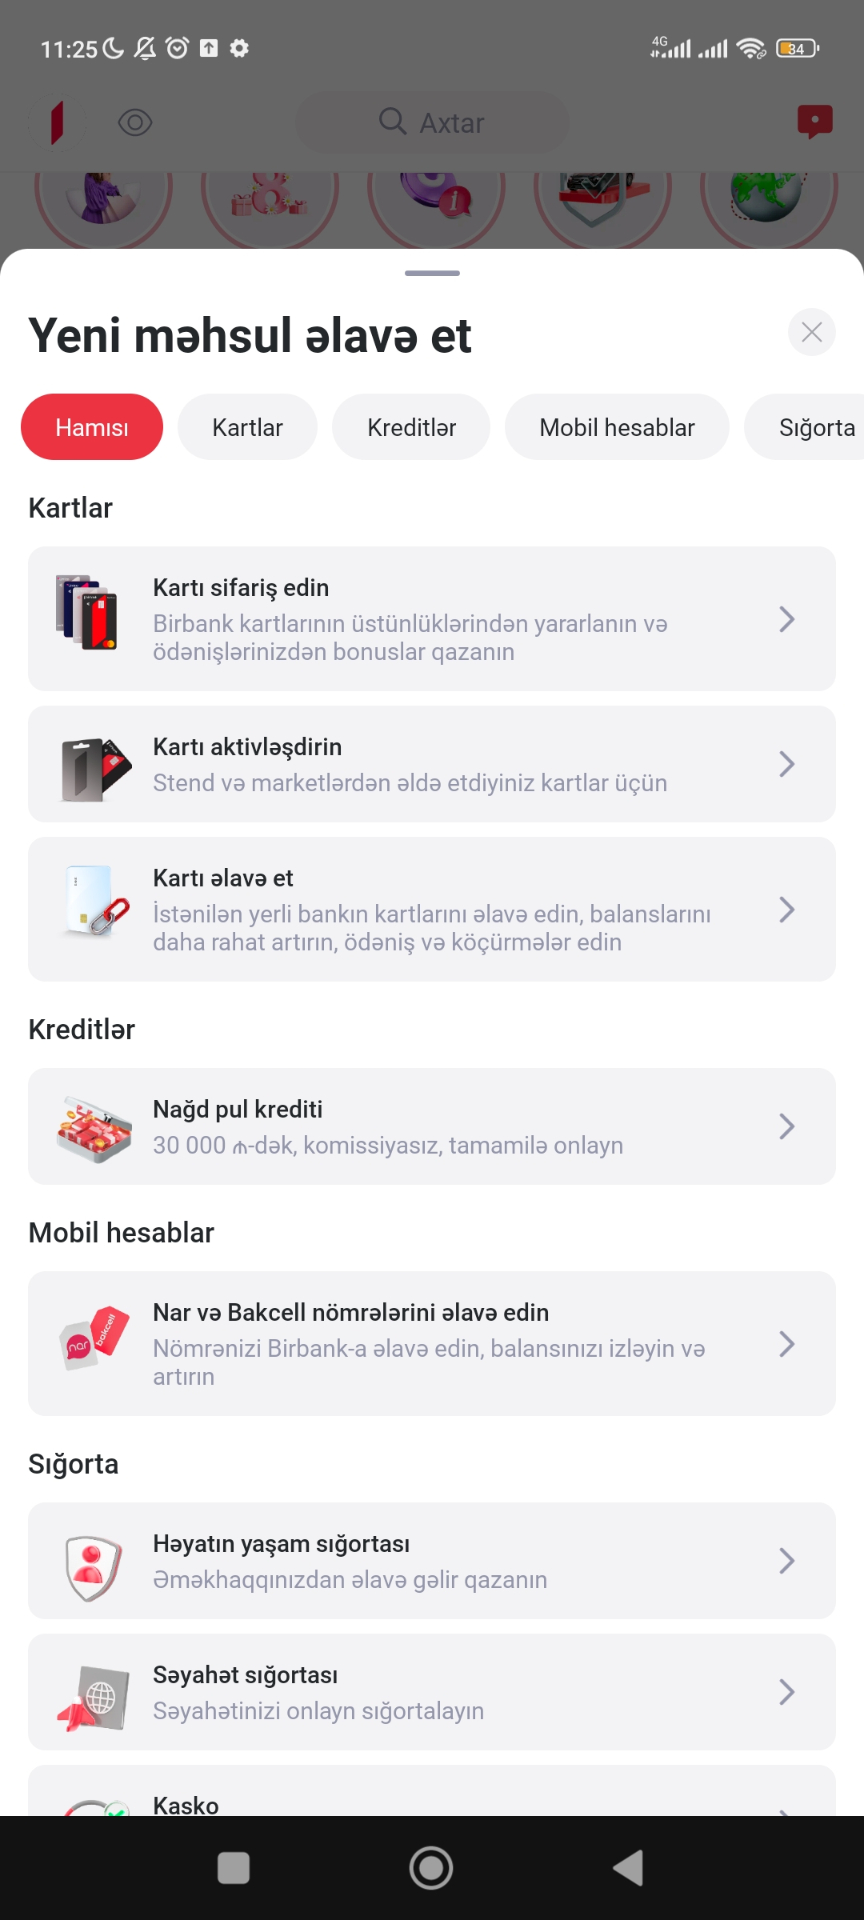 11:25
4G
34
Axtar
Yeni məhsul əlavə et
Hamısı
Kartlar
Kreditlər
Mobil hesablar
Sığorta
Kartlar
Kartı sifariş edin
Birbank kartlarının üstünlüklərindən yararlanın və
ödənişlərinizdən bonuslar qazanın
Kartı aktivləşdirin
Stend və marketlərdən əldə etdiyiniz kartlar üçün
Kartı əlavə et
İstənilən yerli bankın kartlarını əlavə edin, balanslarını
daha rahat artırın, ödəniş və köçürmələr edin
Kreditlər
Nağd pul krediti
30 000 ₼-dək, komissiyasız, tamamilə onlayn
Mobil hesablar
nar
bakcell
Nar və Bakcell nömrələrini əlavə edin
Nömrənizi Birbank-a əlavə edin, balansınızı izləyin və
artırın
Sığorta
Həyatın yaşam sığortası
Əməkhaqqınızdan əlavə gəlir qazanın
Səyahət sığortası
Səyahətinizi onlayn sığortalayın
Kasko